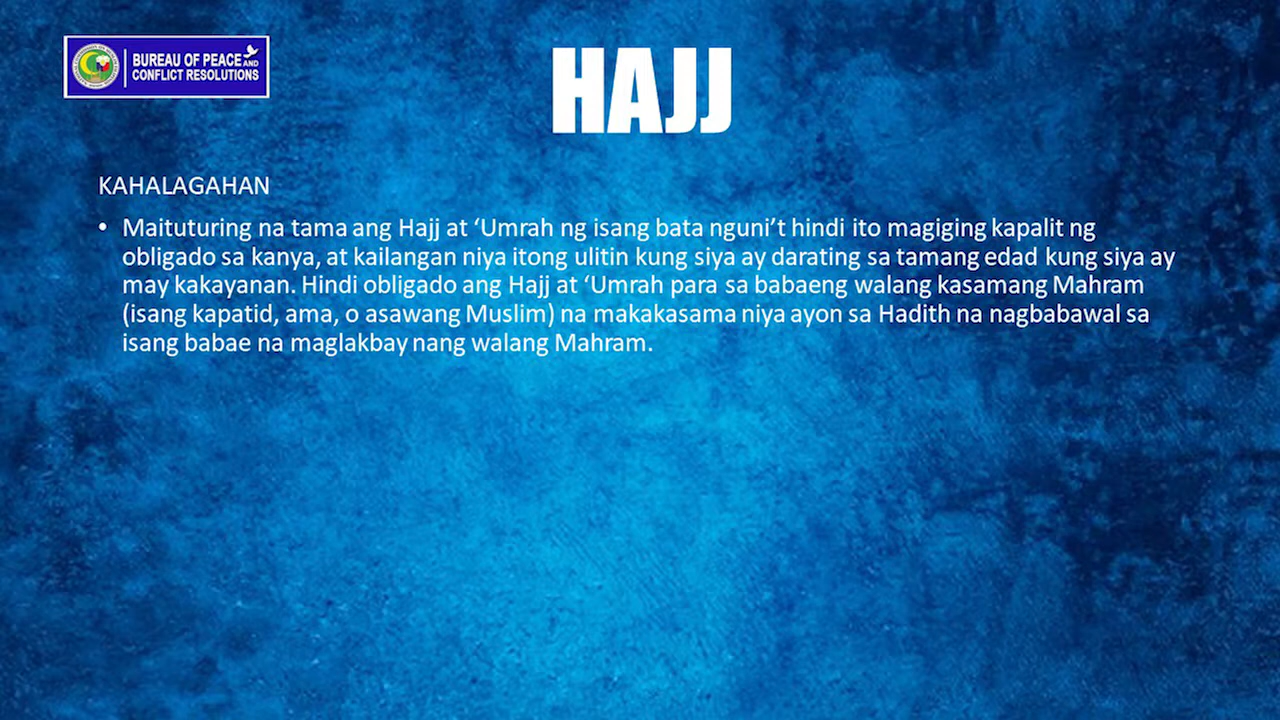 BUREAU OF PEACE AND
CONFLICT RESOLUTIONS
HAJJ
KAHALAGAHAN
• Maituturing na tama ang Hajj at ‘Umrah ng isang bata nguni’t hindi ito magiging kapalit ng
obligado sa kanya, at kailangan niya itong ulitin kung siya ay darating sa tamang edad kung siya ay
may kakayanan. Hindi obligado ang Hajj at ‘Umrah para sa babaeng walang kasamang Mahram
(isang kapatid, ama, o asawang Muslim) na makakasama niya ayon sa Hadith na nagbabawal sa
isang babae na maglakbay nang walang Mahram.